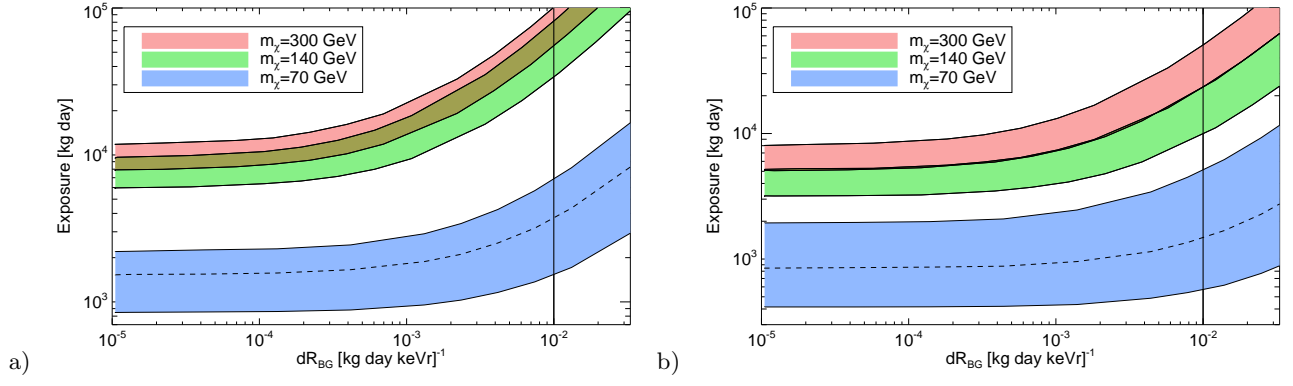 a)
Exposure [kg day]
10^5
10^4
10^3
m_χ=300 GeV
m_χ=140 GeV
m_χ=70 GeV
10^-5 10^-4 10^-3 10^-2
dR_BG [kg day keVr]^-1
b)
Exposure [kg day]
10^5
10^4
10^3
m_χ=300 GeV
m_χ=140 GeV
m_χ=70 GeV
10^-5 10^-4 10^-3 10^-2
dR_BG [kg day keVr]^-1